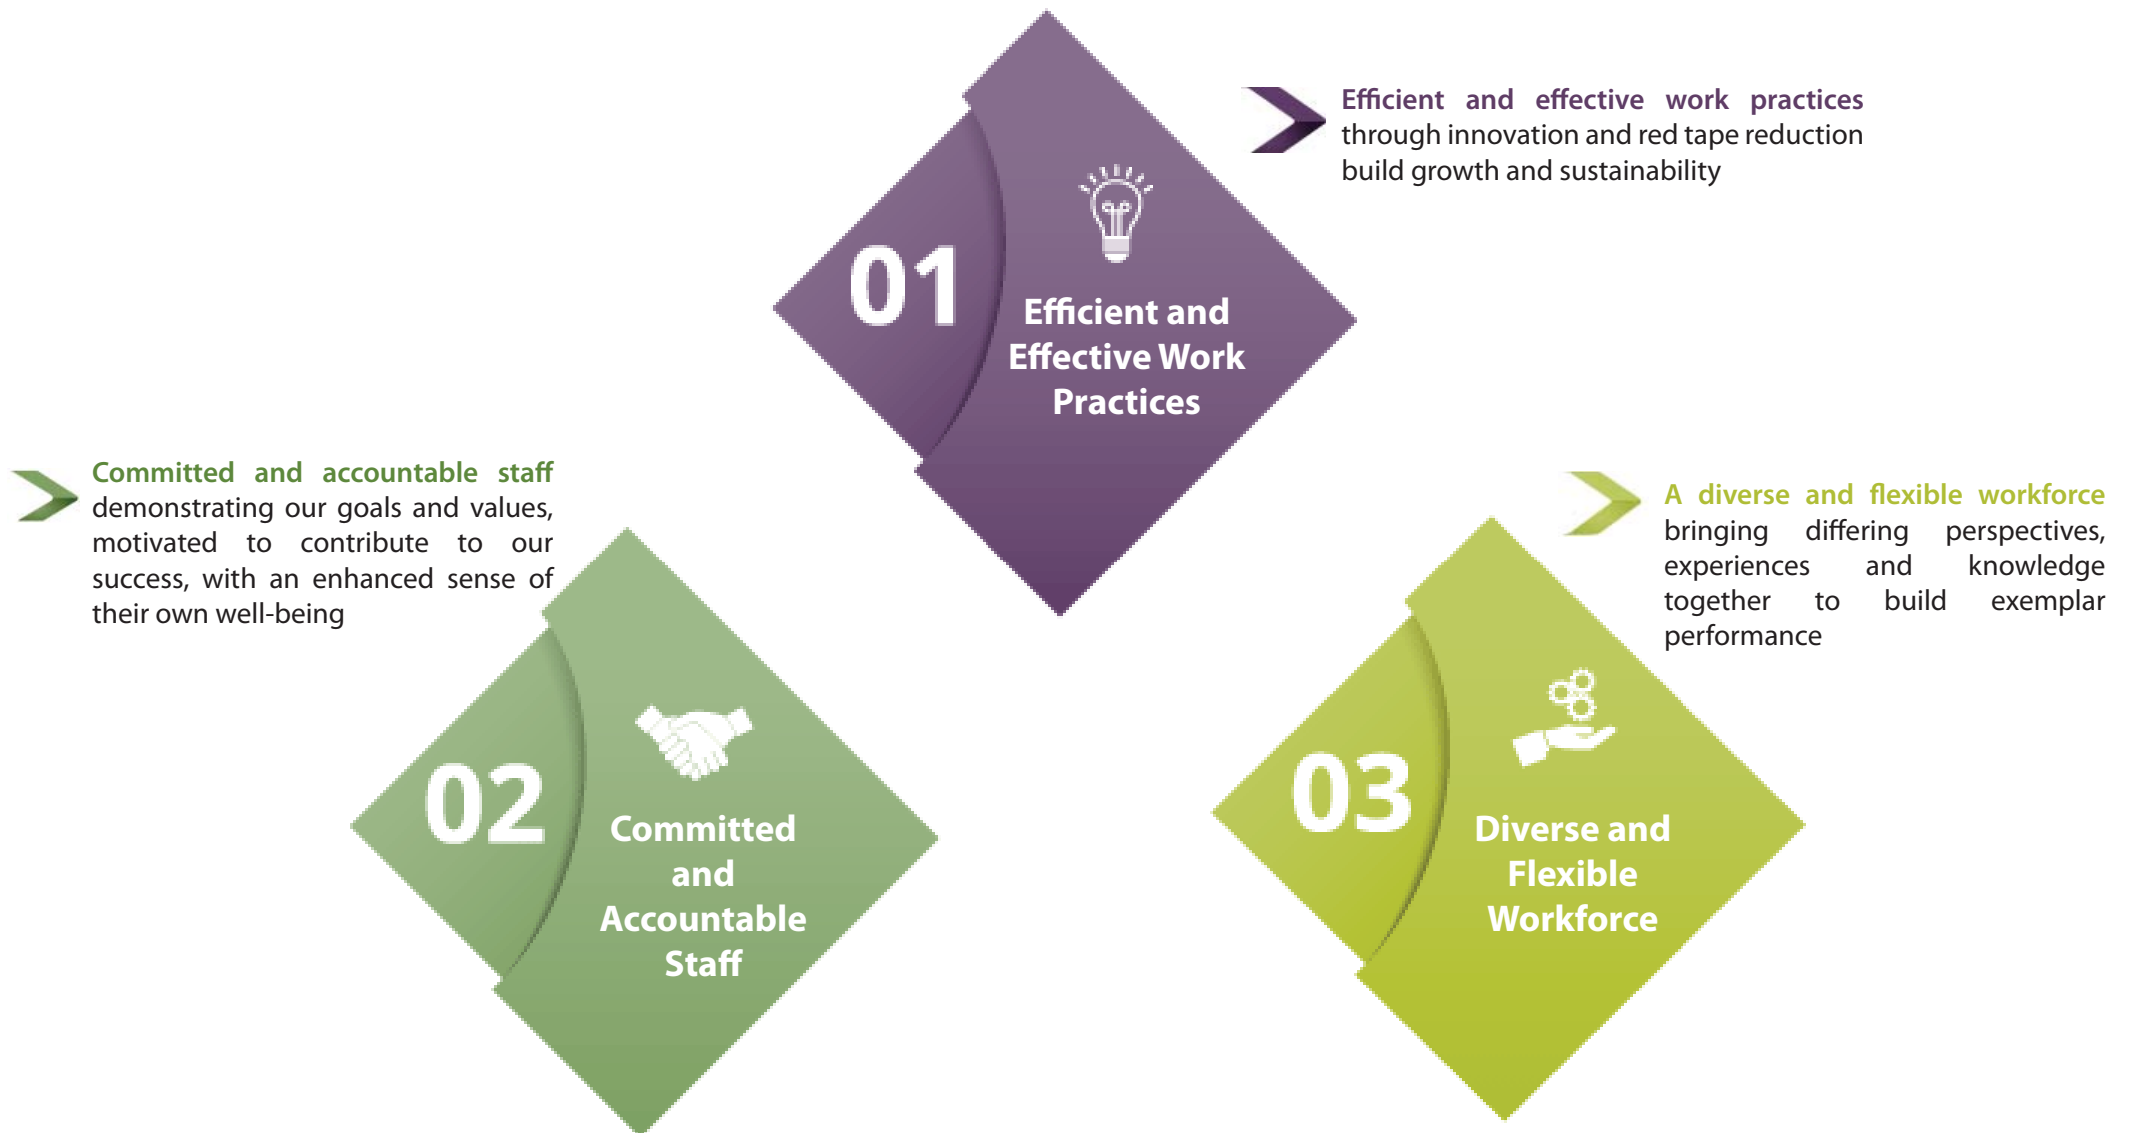 Efficient and effective work practices
through innovation and red tape reduction
build growth and sustainability
01
Efficient and
Effective Work
Practices
Committed and accountable staff
demonstrating our goals and values,
motivated to contribute to our
success, with an enhanced sense of
their own well-being
02
Committed
and
Accountable
Staff
A diverse and flexible workforce
bringing differing perspectives,
experiences and knowledge
together to build exemplar
performance
03
Diverse and
Flexible
Workforce